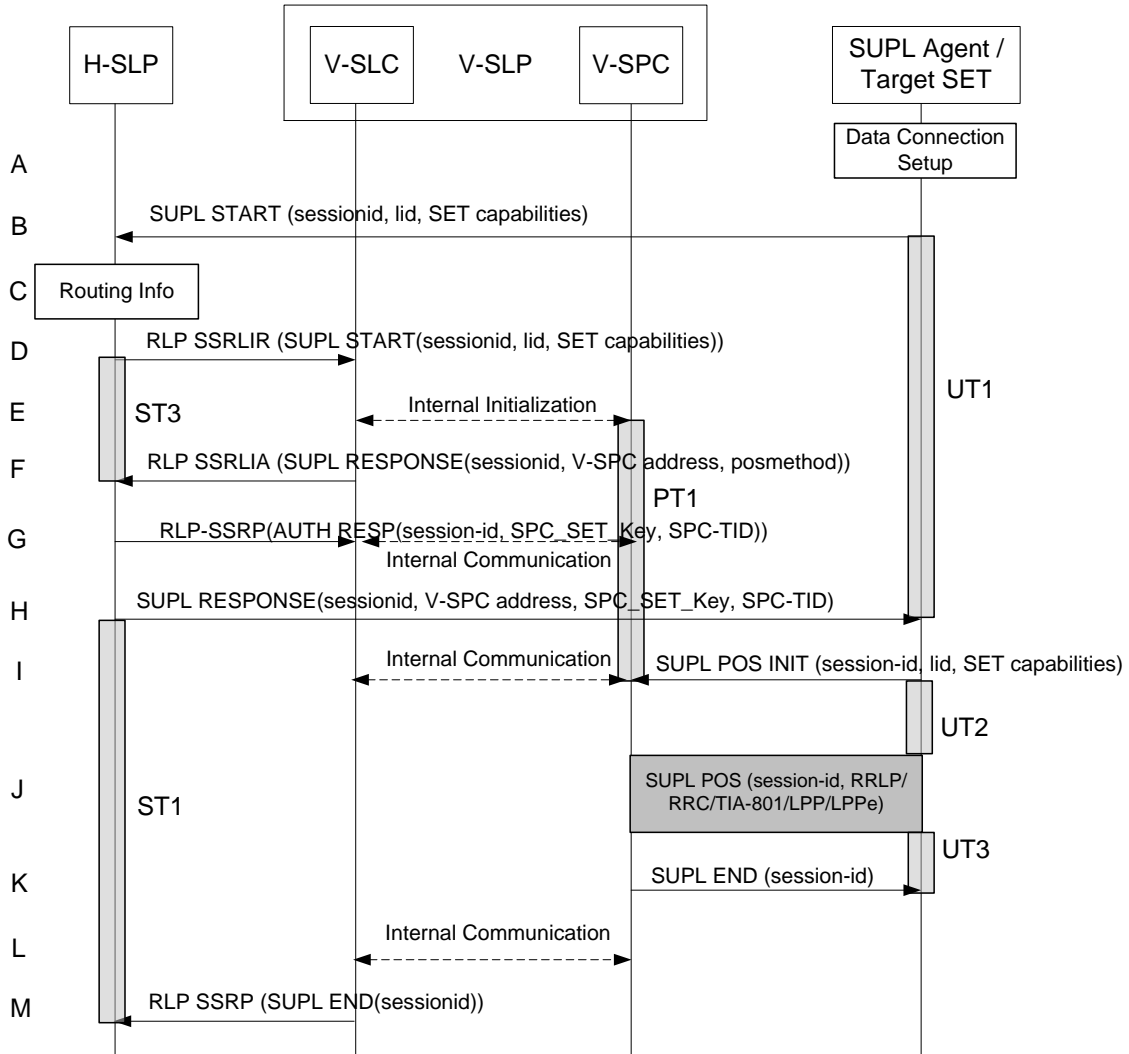 H-SLP
V-SLC
V-SLP
V-SPC
SUPL Agent /
Target SET
A
Data Connection
Setup
B
SUPL START (sessionid, lid, SET capabilities)
C
Routing Info
D
RLP SSRLIR (SUPL START(sessionid, lid, SET capabilities))
UT1
E
ST3
Internal Initialization
F
RLP SSRLIA (SUPL RESPONSE(sessionid, V-SPC address, posmethod))
PT1
G
RLP-SSRP(AUTH RESP(session-id, SPC_SET_Key, SPC-TID))
Internal Communication
H
SUPL RESPONSE(sessionid, V-SPC address, SPC_SET_Key, SPC-TID)
I
Internal Communication
SUPL POS INIT (session-id, lid, SET capabilities)
UT2
J
ST1
SUPL POS (session-id, RRLP/
RRC/TIA-801/LPP/LPPe)
UT3
K
SUPL END (session-id)
L
Internal Communication
M
RLP SSRP (SUPL END(sessionid))